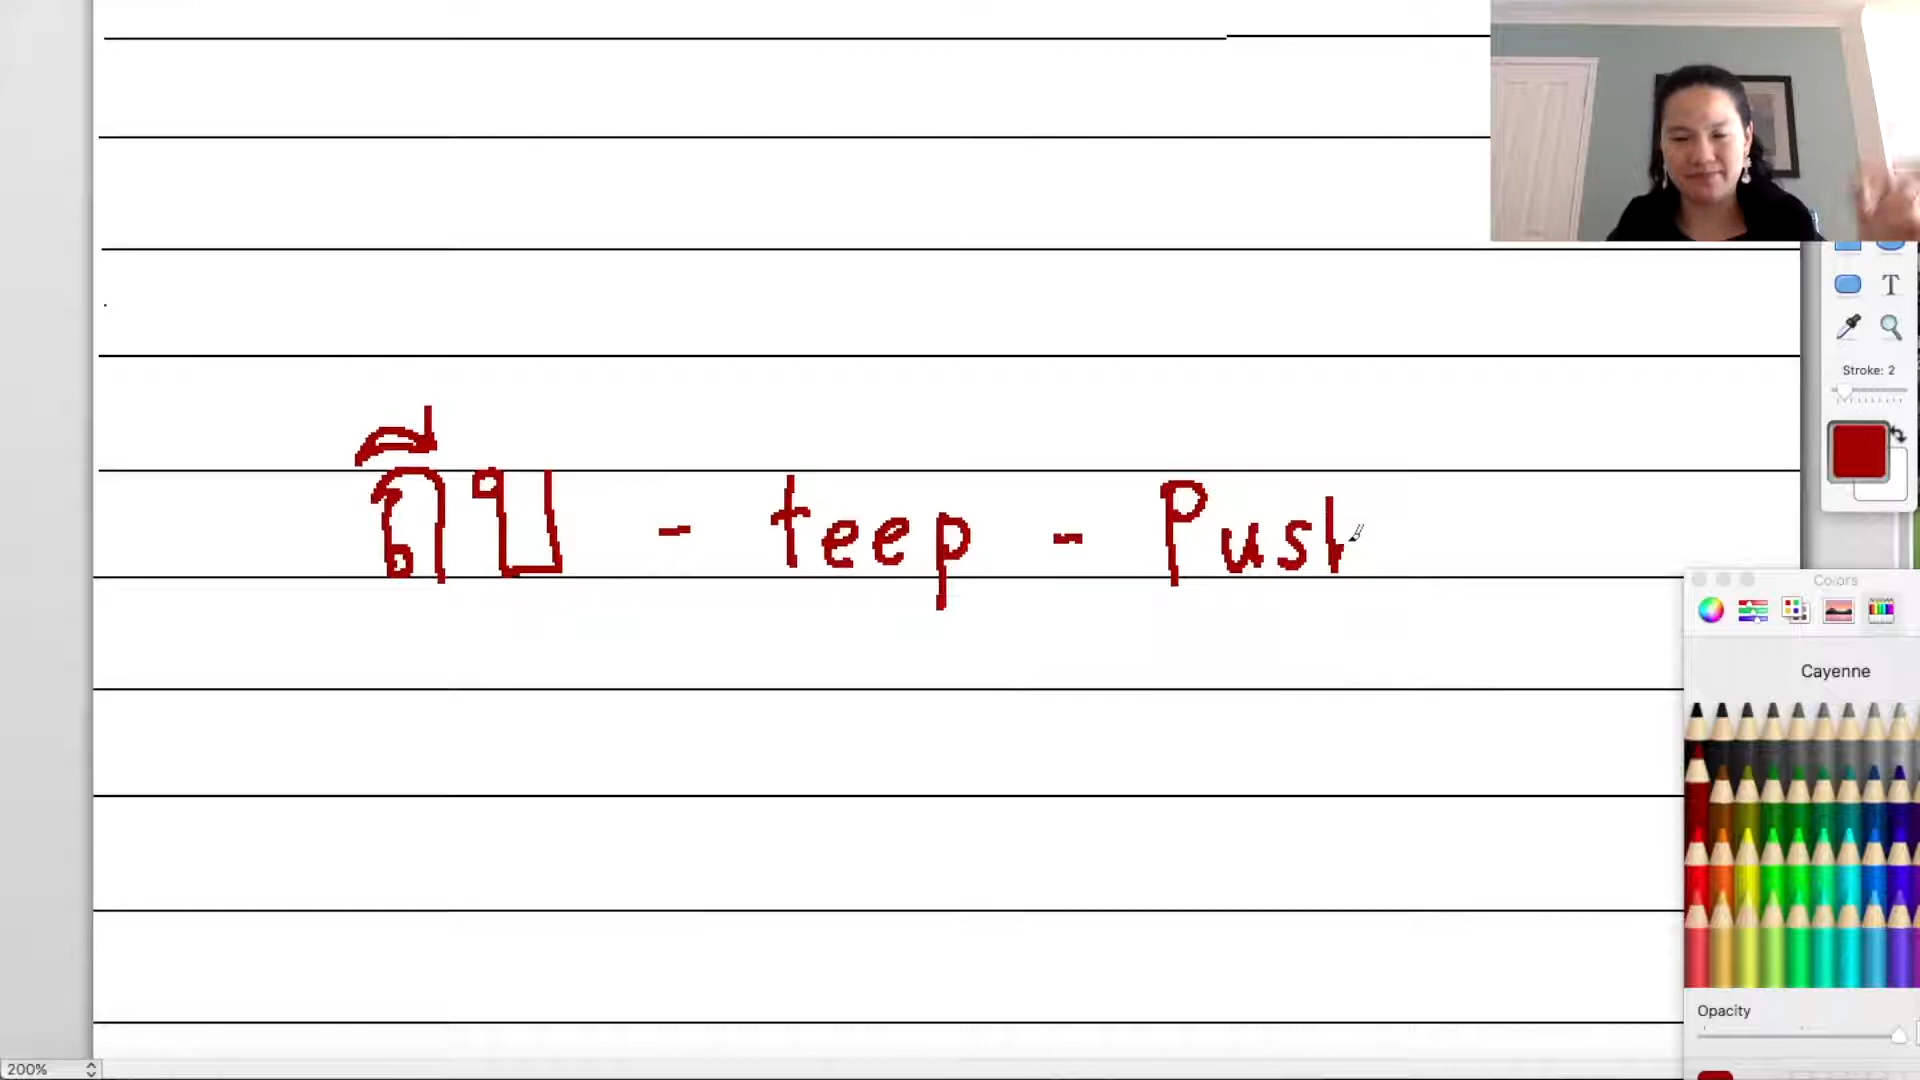 ถีบ - teep - Push
T
Stroke: 2
Colors
Cayenne
Opacity
200%